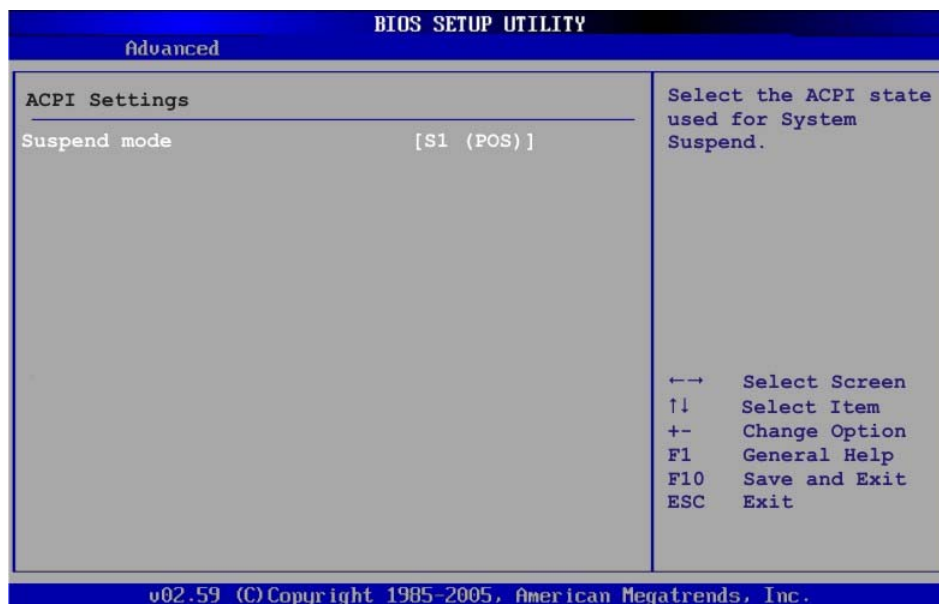 BIOS SETUP UTILITY
Advanced
ACPI Settings
Suspend mode [S1 (POS)]
Select the ACPI state
used for System
Suspend.
←→ Select Screen
↑↓ Select Item
+- Change Option
F1 General Help
F10 Save and Exit
ESC Exit
v02.59 (C)Copyright 1985-2005, American Megatrends, Inc.